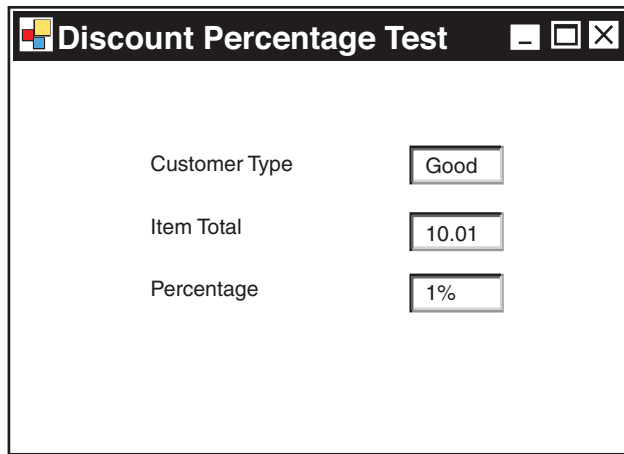 Discount Percentage Test
Customer Type Good
Item Total 10.01
Percentage 1%